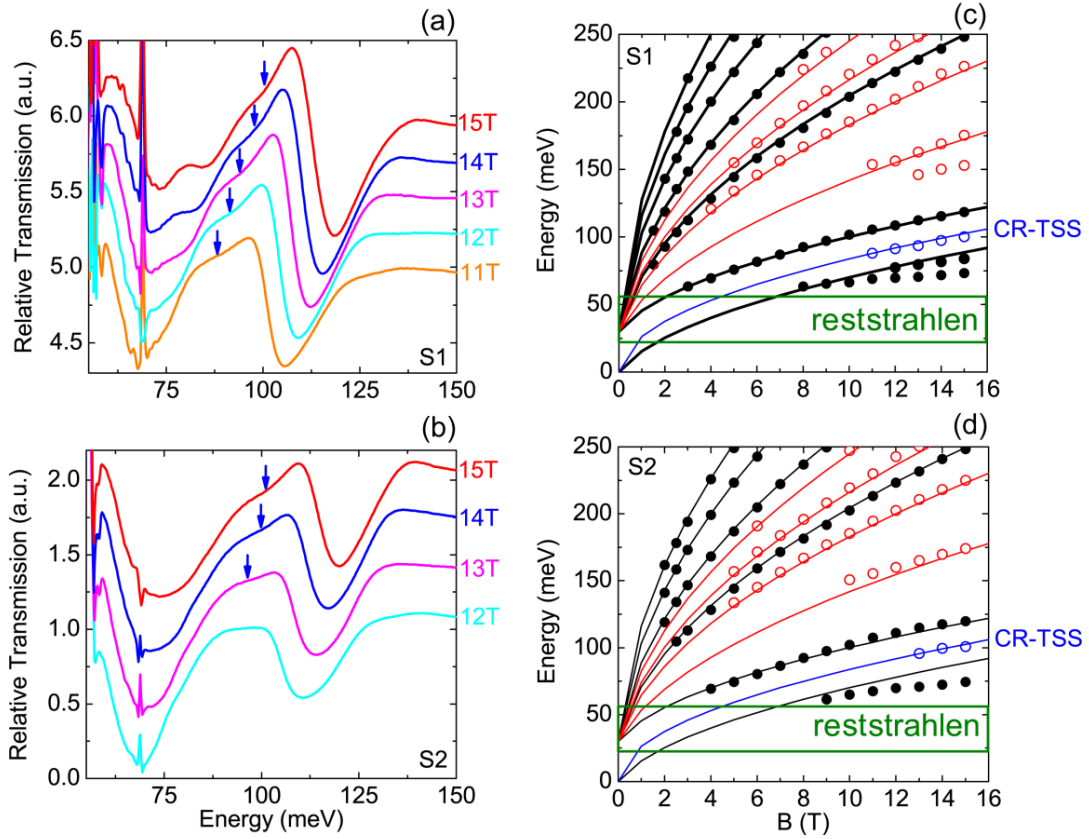 (a)
6.5
6.0
5.5
5.0
4.5
Relative Transmission (a.u.)
15T
14T
13T
12T
11T
S1
75 100 125 150
(b)
2.0
1.5
1.0
0.5
0.0
Relative Transmission (a.u.)
15T
14T
13T
12T
S2
75 100 125 150
Energy (meV)
(c)
S1
250
200
150
100
50
0
Energy (meV)
CR-TSS
reststrahlen
0 2 4 6 8 10 12 14 16
(d)
S2
250
200
150
100
50
0
Energy (meV)
CR-TSS
reststrahlen
0 2 4 6 8 10 12 14 16
B (T)